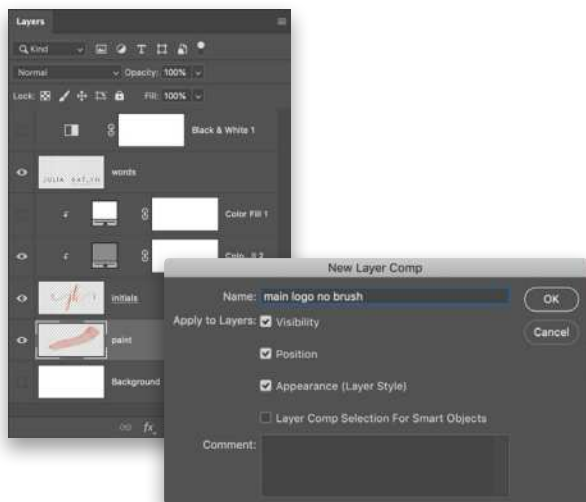 Layers
Kind
Normal Opacity: 100%
Lock: Fill: 100%
Black & White 1
words
JULIA
Color Fill 1
initials
paint
Background
fx
New Layer Comp
Name: main logo no brush
OK
Apply to Layers: Visibility
Cancel
Position
Appearance (Layer Style)
Layer Comp Selection For Smart Objects
Comment: